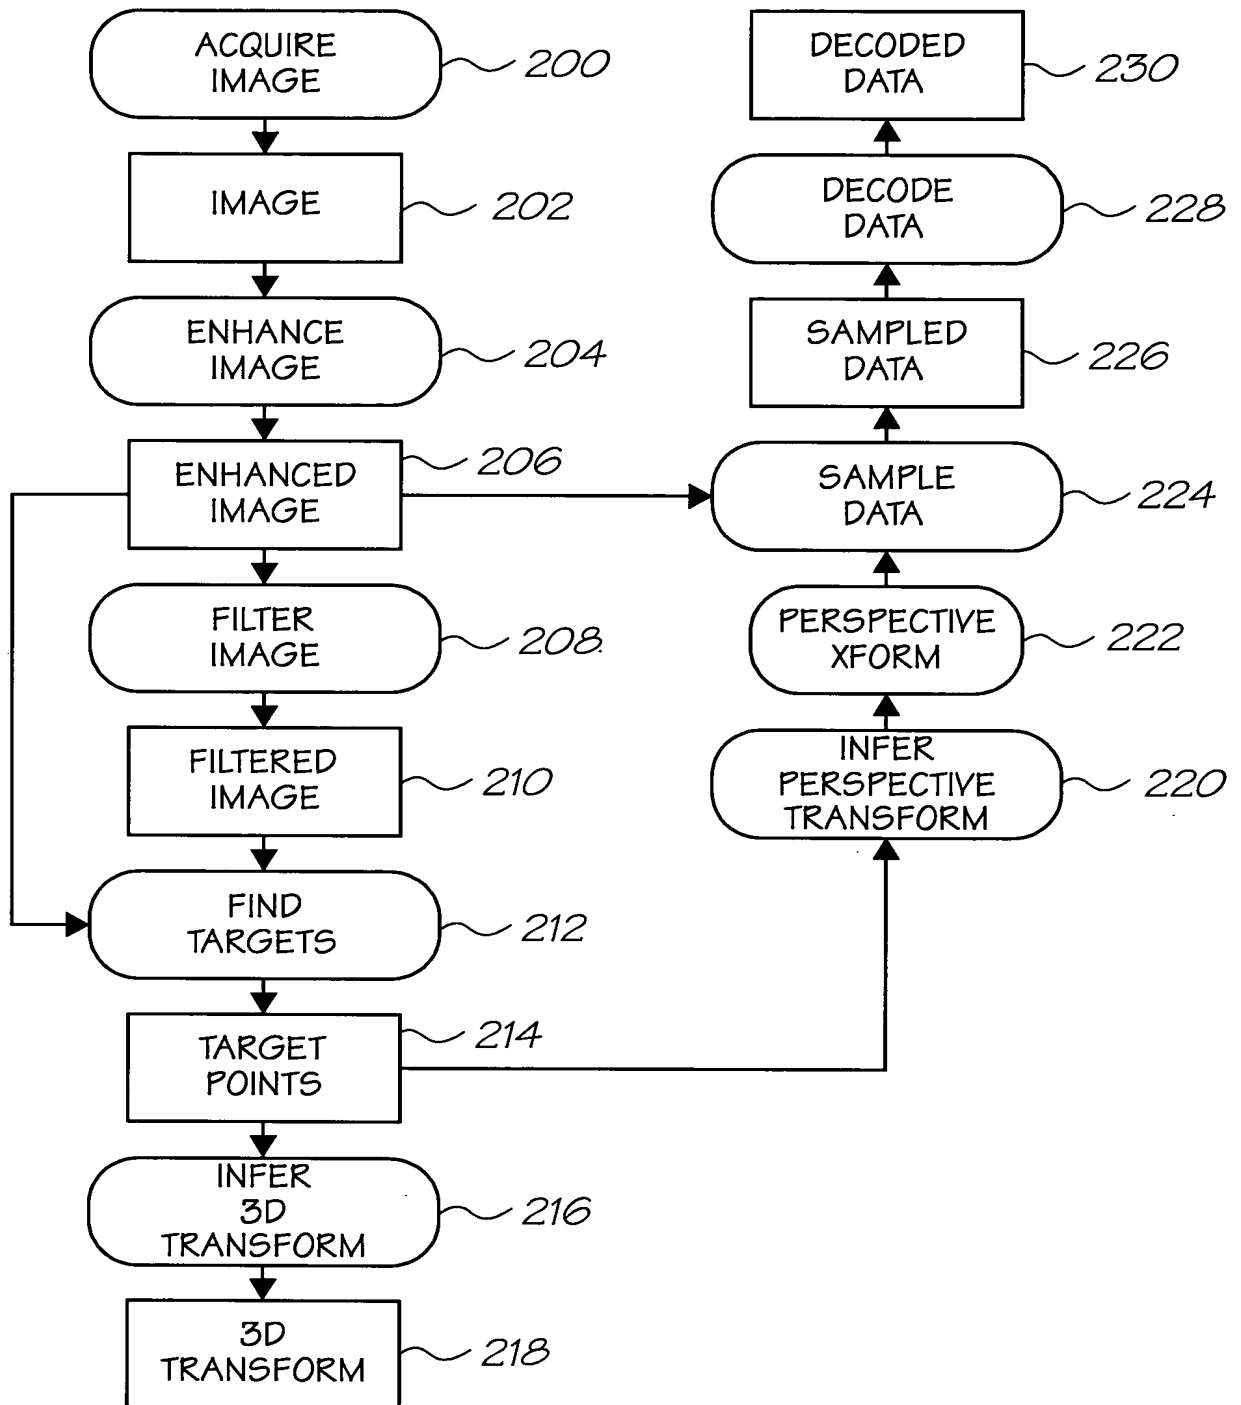 ACQUIRE
IMAGE
200
IMAGE
202
ENHANCE
IMAGE
204
ENHANCED
IMAGE
206
FILTER
IMAGE
208
FILTERED
IMAGE
210
FIND
TARGETS
212
TARGET
POINTS
214
INFER
3D
TRANSFORM
216
3D
TRANSFORM
218
DECODED
DATA
230
DECODE
DATA
228
SAMPLED
DATA
226
SAMPLE
DATA
224
PERSPECTIVE
XFORM
222
INFER
PERSPECTIVE
TRANSFORM
220